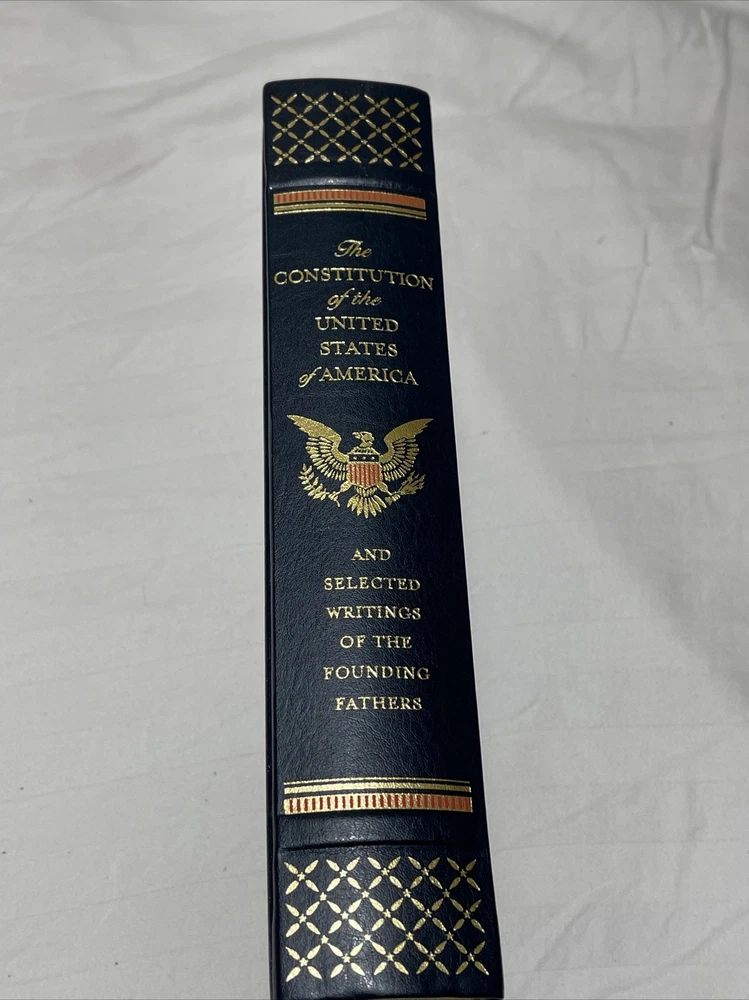 The
CONSTITUTION
of the
UNITED
STATES
of AMERICA
AND
SELECTED
WRITINGS
OF THE
FOUNDING
FATHERS